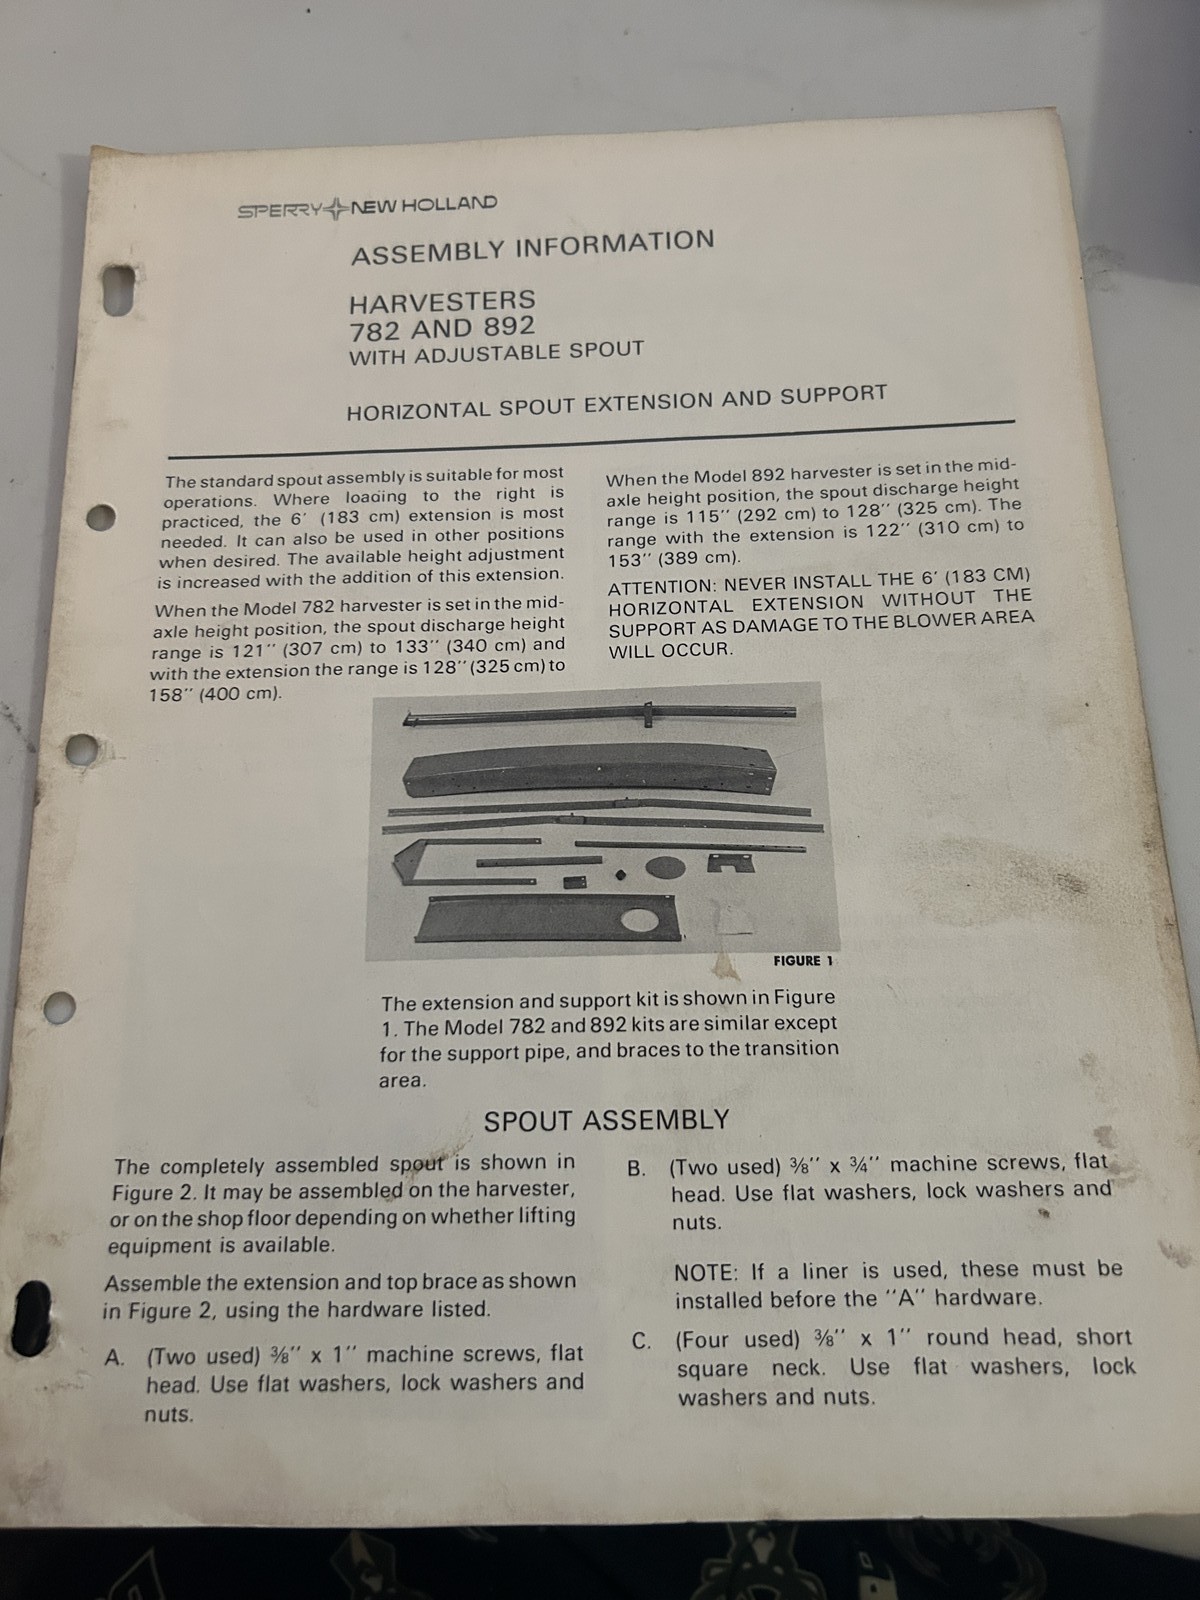 SPERRY NEW HOLLAND
ASSEMBLY INFORMATION
HARVESTERS
782 AND 892
WITH ADJUSTABLE SPOUT
HORIZONTAL SPOUT EXTENSION AND SUPPORT
The standard spout assembly is suitable for most
operations. Where loading to the right is
practiced, the 6' (183 cm) extension is most
needed. It can also be used in other positions
when desired. The available height adjustment
is increased with the addition of this extension.
When the Model 782 harvester is set in the mid-
axle height position, the spout discharge height
range is 121'' (307 cm) to 133'' (340 cm) and
with the extension the range is 128'' (325 cm) to
158'' (400 cm).
When the Model 892 harvester is set in the mid-
axle height position, the spout discharge height
range is 115'' (292 cm) to 128'' (325 cm). The
range with the extension is 122'' (310 cm) to
153'' (389 cm).
ATTENTION: NEVER INSTALL THE 6' (183 CM)
HORIZONTAL EXTENSION WITHOUT THE
SUPPORT AS DAMAGE TO THE BLOWER AREA
WILL OCCUR.
FIGURE 1
The extension and support kit is shown in Figure
1. The Model 782 and 892 kits are similar except
for the support pipe, and braces to the transition
area.
SPOUT ASSEMBLY
The completely assembled spout is shown in
Figure 2. It may be assembled on the harvester,
or on the shop floor depending on whether lifting
equipment is available.
Assemble the extension and top brace as shown
in Figure 2, using the hardware listed.
A. (Two used) ⅜'' x 1'' machine screws, flat
head. Use flat washers, lock washers and
nuts.
B. (Two used) ⅜'' x ¾'' machine screws, flat
head. Use flat washers, lock washers and
nuts.
NOTE: If a liner is used, these must be
installed before the ''A'' hardware.
C. (Four used) ⅜'' x 1'' round head, short
square neck. Use flat washers, lock
washers and nuts.